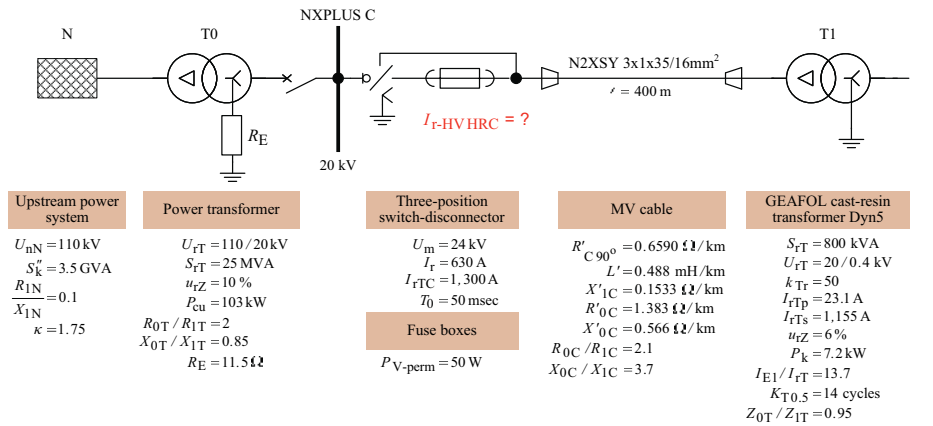 N
T0
NXPLUS C
T1
N2XSY 3x1x35/16mm²
ℓ = 400 m
I_r-HV HRC = ?
R_E
20 kV
Upstream power
system
U_nN = 110 kV
S″_k = 3.5 GVA
R_1N / X_1N = 0.1
κ = 1.75
Power transformer
U_rT = 110/20 kV
S_rT = 25 MVA
u_rZ = 10 %
P_cu = 103 kW
R_0T / R_1T = 2
X_0T / X_1T = 0.85
R_E = 11.5 Ω
Three-position
switch-disconnector
U_m = 24 kV
I_r = 630 A
I_rTC = 1,300 A
T_0 = 50 msec
Fuse boxes
P_V-perm = 50 W
MV cable
R′_C 90° = 0.6590 Ω/km
L′ = 0.488 mH/km
X′_1C = 0.1533 Ω/km
R′_0C = 1.383 Ω/km
X′_0C = 0.566 Ω/km
R_0C / R_1C = 2.1
X_0C / X_1C = 3.7
GEAFOL cast-resin
transformer Dyn5
S_rT = 800 kVA
U_rT = 20/0.4 kV
k_Tr = 50
I_rTp = 23.1 A
I_rTs = 1,155 A
u_rZ = 6 %
P_k = 7.2 kW
I_E1 / I_rT = 13.7
K_T0.5 = 14 cycles
Z_0T / Z_1T = 0.95